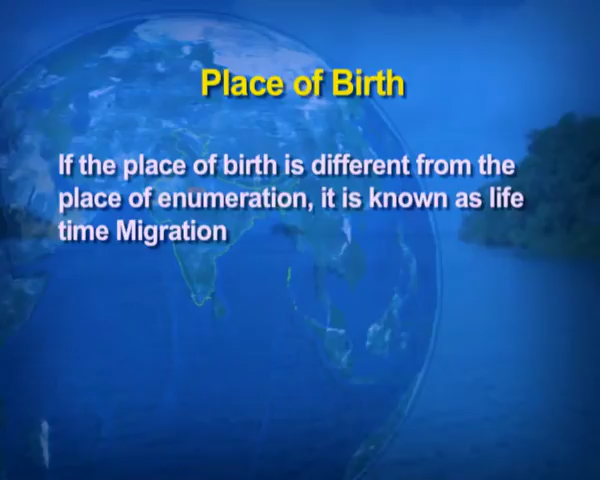 Place of Birth
If the place of birth is different from the
place of enumeration, it is known as life
time Migration